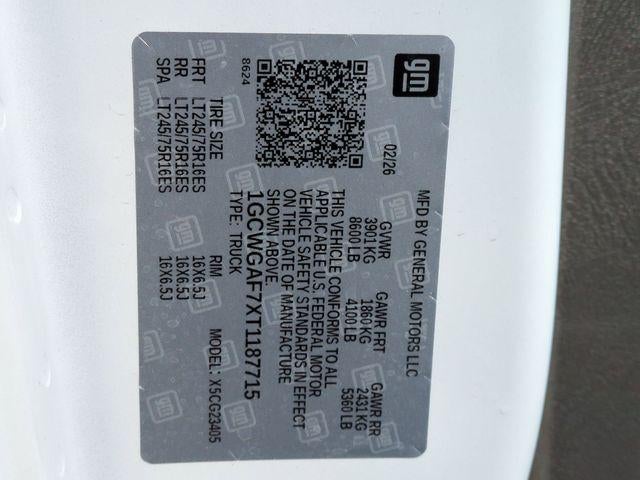 gm
MFD BY GENERAL MOTORS LLC
02/26
GVWR GAWR FRT GAWR RR
3901 KG 1860 KG 2431 KG
8600 LB 4100 LB 5360 LB
THIS VEHICLE CONFORMS TO ALL
APPLICABLE U.S. FEDERAL MOTOR
VEHICLE SAFETY STANDARDS IN EFFECT
ON THE DATE OF MANUFACTURE
SHOWN ABOVE.
1GCWGAF7XT1187715
TYPE: TRUCK
MODEL: X5CG23405
8624
TIRE SIZE RIM
FRT LT245/75R16ES 16X6.5J
RR LT245/75R16ES 16X6.5J
SPA LT245/75R16ES 16X6.5J